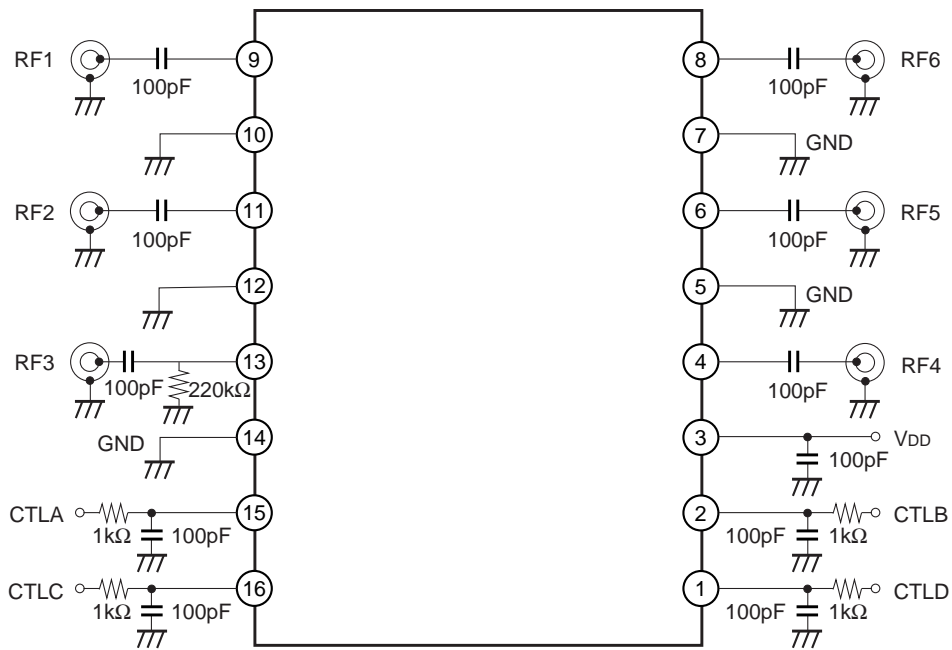 RF1
100pF
9
8
100pF
RF6
10
7
GND
RF2
100pF
11
6
100pF
RF5
12
5
GND
RF3
100pF
220kΩ
13
4
100pF
RF4
GND
14
3
100pF
VDD
CTLA
1kΩ
100pF
15
2
100pF
1kΩ
CTLB
CTLC
1kΩ
100pF
16
1
100pF
1kΩ
CTLD